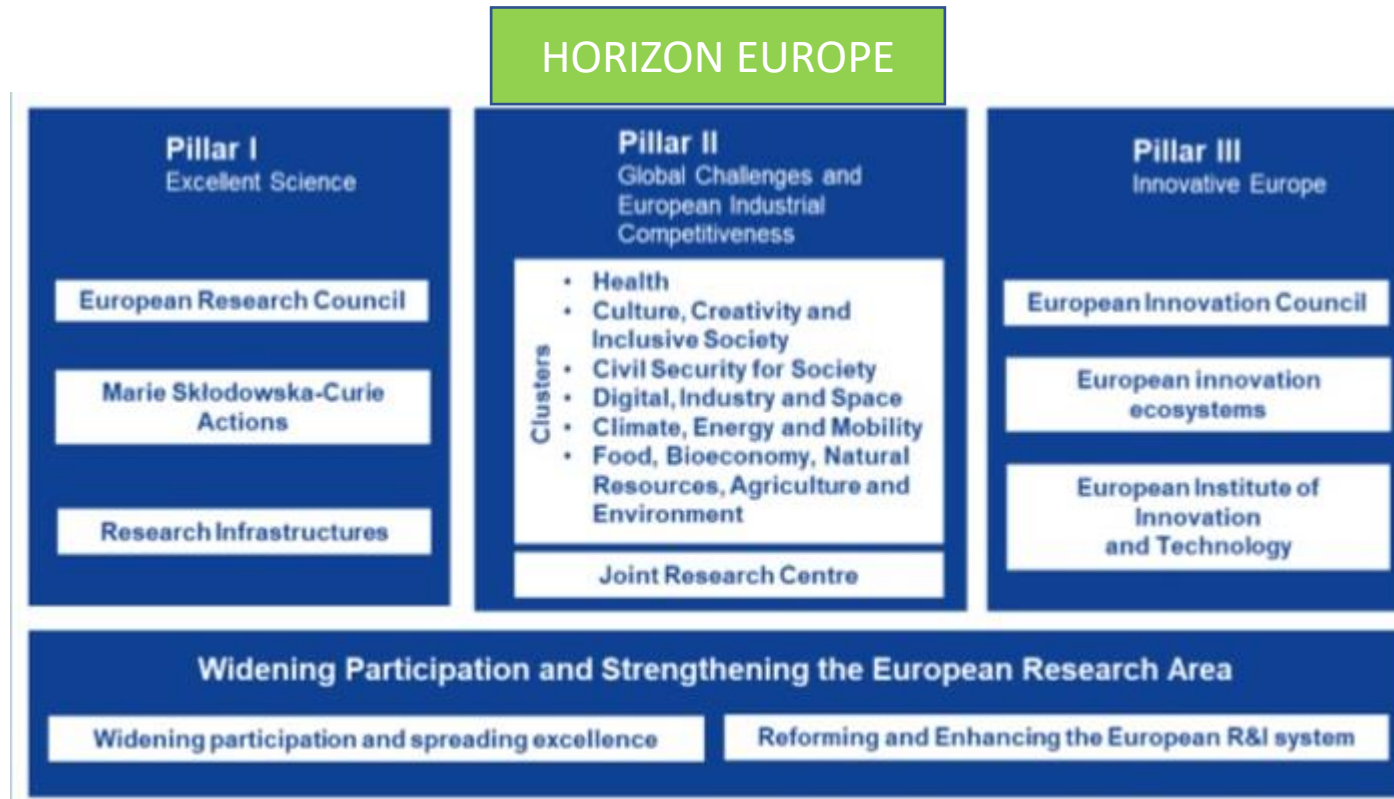 HORIZON EUROPE
Pillar I
Excellent Science
European Research Council
Marie Skłodowska-Curie
Actions
Research Infrastructures
Pillar II
Global Challenges and
European Industrial
Competitiveness
Clusters
• Health
• Culture, Creativity and
Inclusive Society
• Civil Security for Society
• Digital, Industry and Space
• Climate, Energy and Mobility
• Food, Bioeconomy, Natural
Resources, Agriculture and
Environment
Joint Research Centre
Pillar III
Innovative Europe
European Innovation Council
European innovation
ecosystems
European Institute of
Innovation
and Technology
Widening Participation and Strengthening the European Research Area
Widening participation and spreading excellence
Reforming and Enhancing the European R&I system